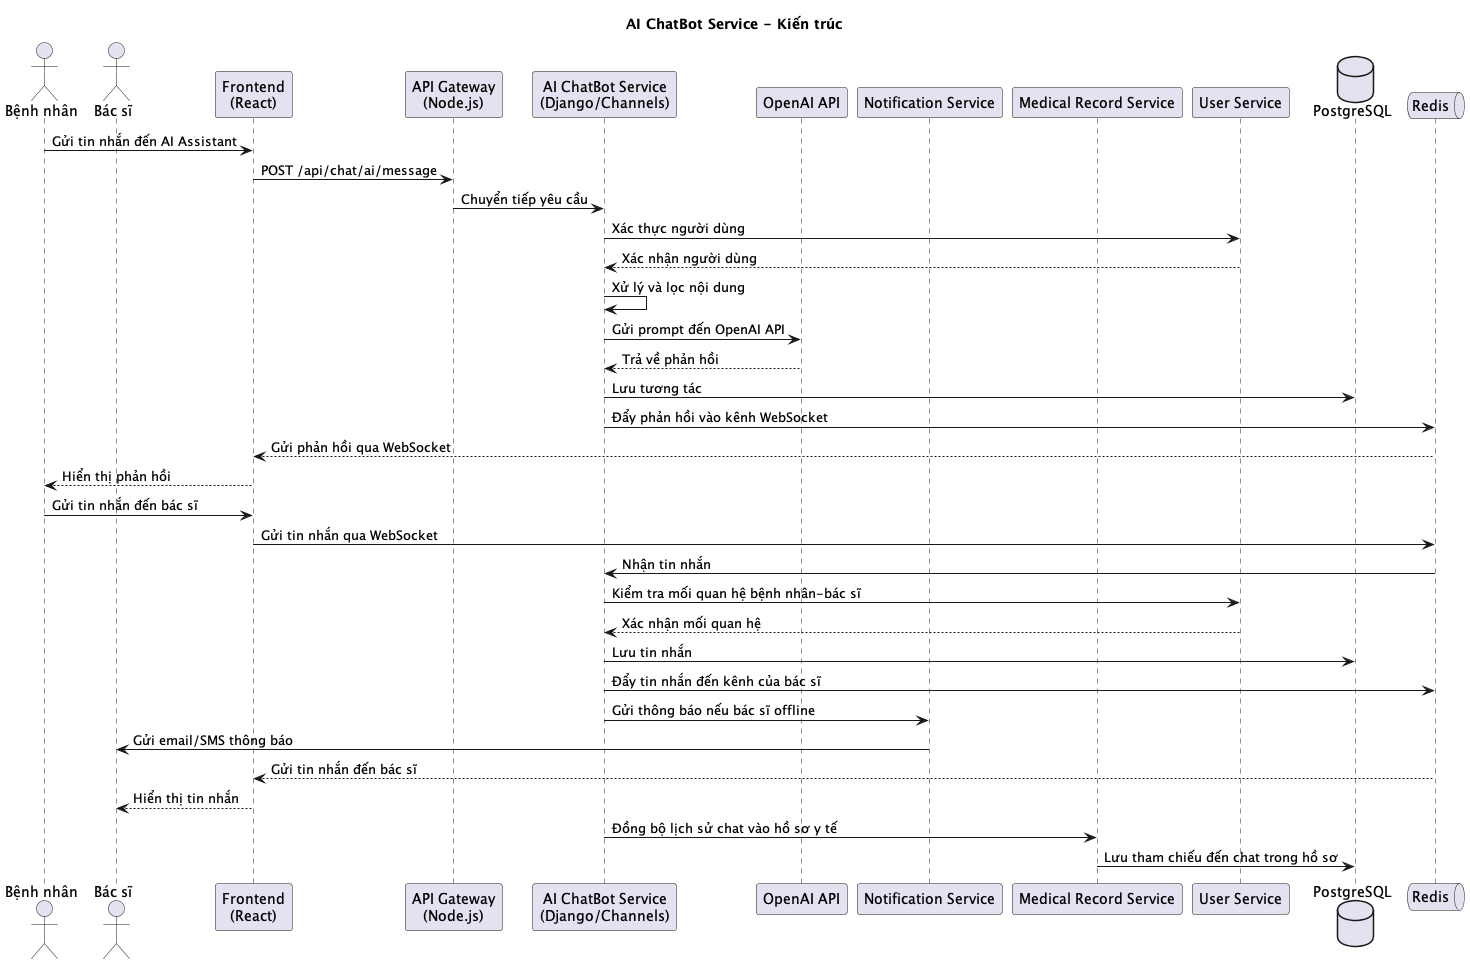 AI ChatBot Service - Kiến trúc
Bệnh nhân
Bác sĩ
Frontend
(React)
API Gateway
(Node.js)
AI ChatBot Service
(Django/Channels)
OpenAI API
Notification Service
Medical Record Service
User Service
PostgreSQL
Redis
Gửi tin nhắn đến AI Assistant
POST /api/chat/ai/message
Chuyển tiếp yêu cầu
Xác thực người dùng
Xác nhận người dùng
Xử lý và lọc nội dung
Gửi prompt đến OpenAI API
Trả về phản hồi
Lưu tương tác
Đẩy phản hồi vào kênh WebSocket
Gửi phản hồi qua WebSocket
Hiển thị phản hồi
Gửi tin nhắn đến bác sĩ
Gửi tin nhắn qua WebSocket
Nhận tin nhắn
Kiểm tra mối quan hệ bệnh nhân-bác sĩ
Xác nhận mối quan hệ
Lưu tin nhắn
Đẩy tin nhắn đến kênh của bác sĩ
Gửi thông báo nếu bác sĩ offline
Gửi email/SMS thông báo
Gửi tin nhắn đến bác sĩ
Hiển thị tin nhắn
Đồng bộ lịch sử chat vào hồ sơ y tế
Lưu tham chiếu đến chat trong hồ sơ
Bệnh nhân
Bác sĩ
Frontend
(React)
API Gateway
(Node.js)
AI ChatBot Service
(Django/Channels)
OpenAI API
Notification Service
Medical Record Service
User Service
PostgreSQL
Redis